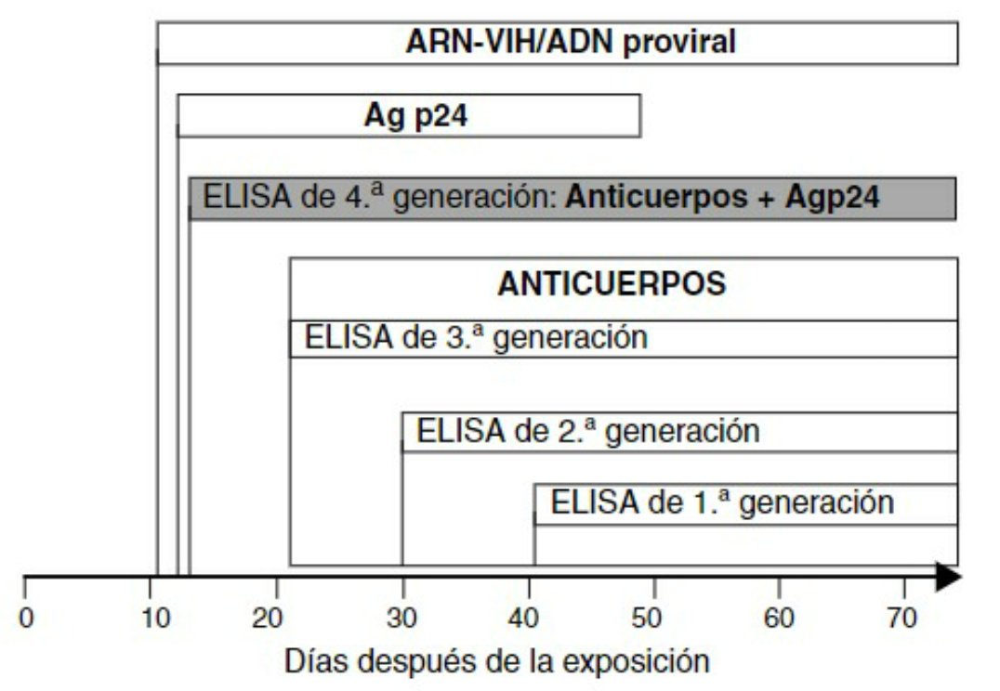 ARN-VIH/ADN proviral
Ag p24
ELISA de 4.ª generación: Anticuerpos + Agp24
ANTICUERPOS
ELISA de 3.ª generación
ELISA de 2.ª generación
ELISA de 1.ª generación
0 10 20 30 40 50 60 70
Días después de la exposición